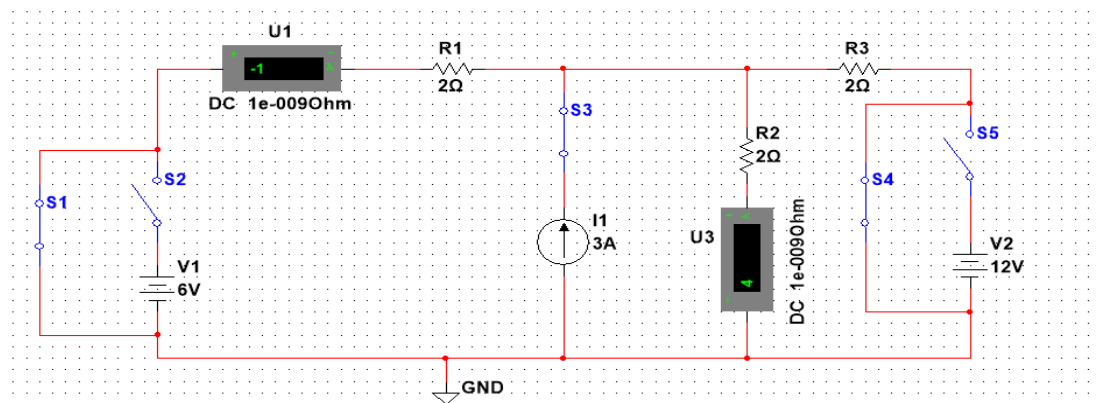 U1
-1
DC 1e-009Ohm
R1
2Ω
R3
2Ω
S3
R2
2Ω
S5
S4
S1
S2
I1
3A
U3
4
DC 1e-009Ohm
V1
6V
V2
12V
GND